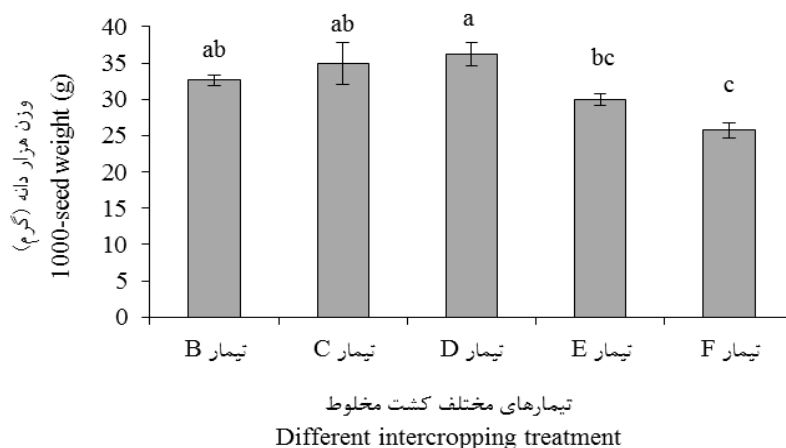 وزن هزار دانه (گرم)
1000-seed weight (g)
40
35
30
25
20
15
10
5
0
ab
ab
a
bc
c
تیمار B
تیمار C
تیمار D
تیمار E
تیمار F
تیمارهای مختلف کشت مخلوط
Different intercropping treatment